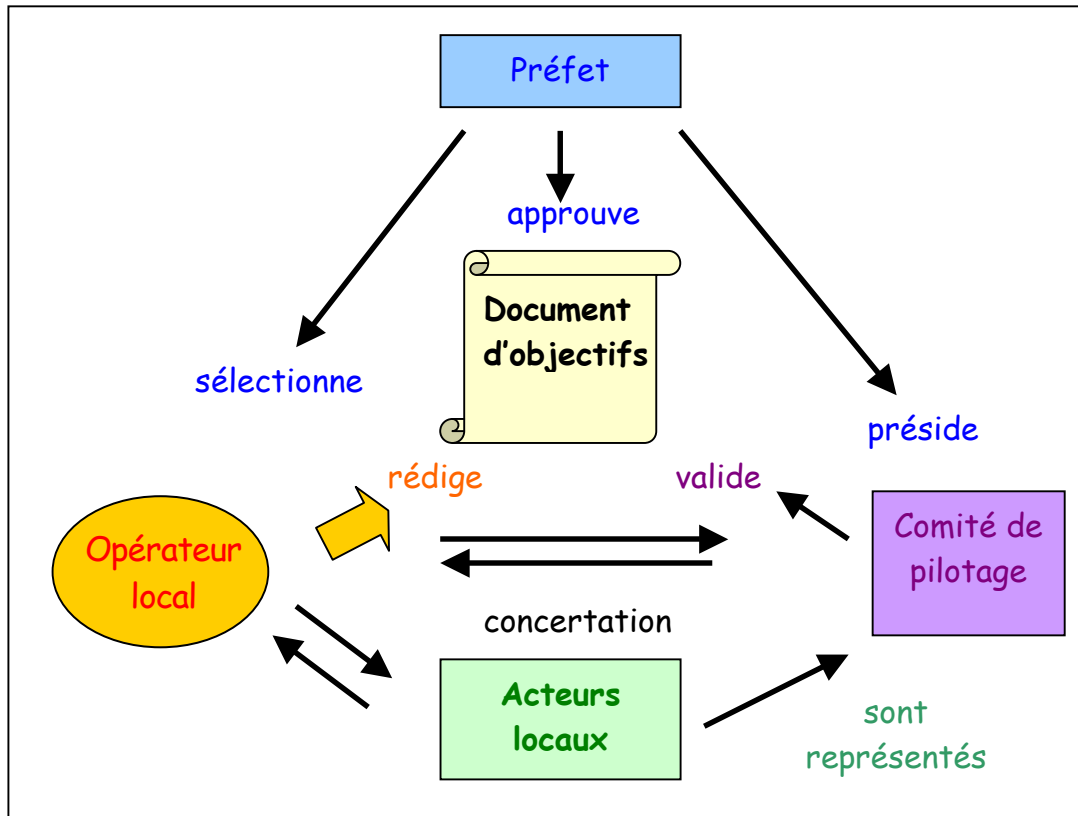 Préfet
approuve
Document
d'objectifs
sélectionne
préside
rédige
valide
Opérateur
local
Comité de
pilotage
concertation
Acteurs
locaux
sont
représentés